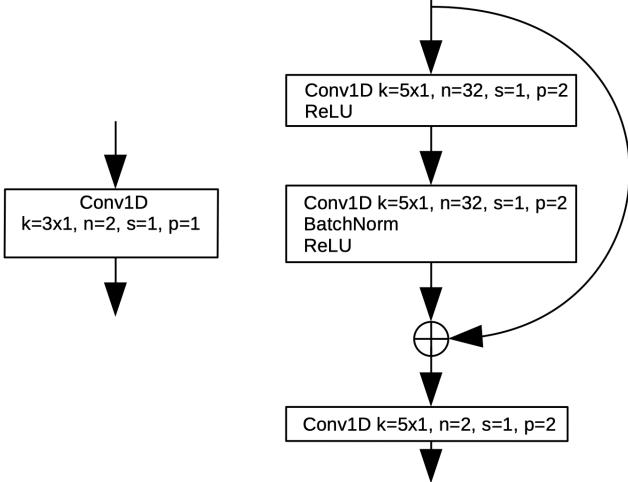 Conv1D
k=3x1, n=2, s=1, p=1
Conv1D k=5x1, n=32, s=1, p=2
ReLU
Conv1D k=5x1, n=32, s=1, p=2
BatchNorm
ReLU
Conv1D k=5x1, n=2, s=1, p=2